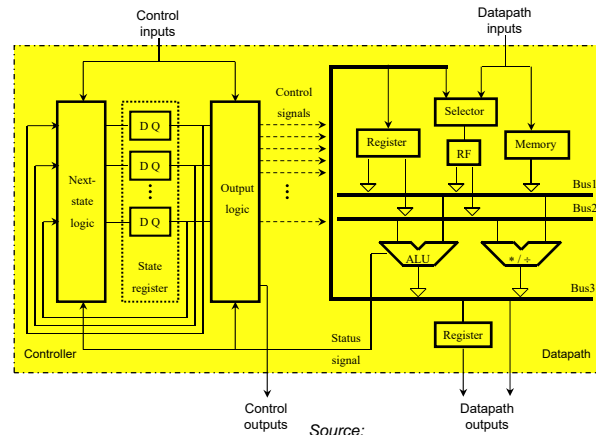 Control
inputs
Datapath
inputs
Control
signals
Selector
Register
RF
Memory
D Q
D Q
D Q
Next-
state
logic
Output
logic
State
register
Bus1
Bus2
ALU
* / ÷
Bus3
Status
signal
Register
Controller
Datapath
Control
outputs
Datapath
outputs
Source: